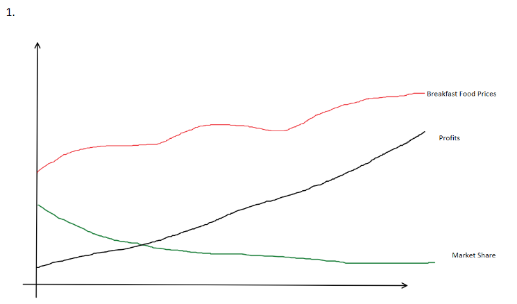 1.
Breakfast Food Prices
Profits
Market Share